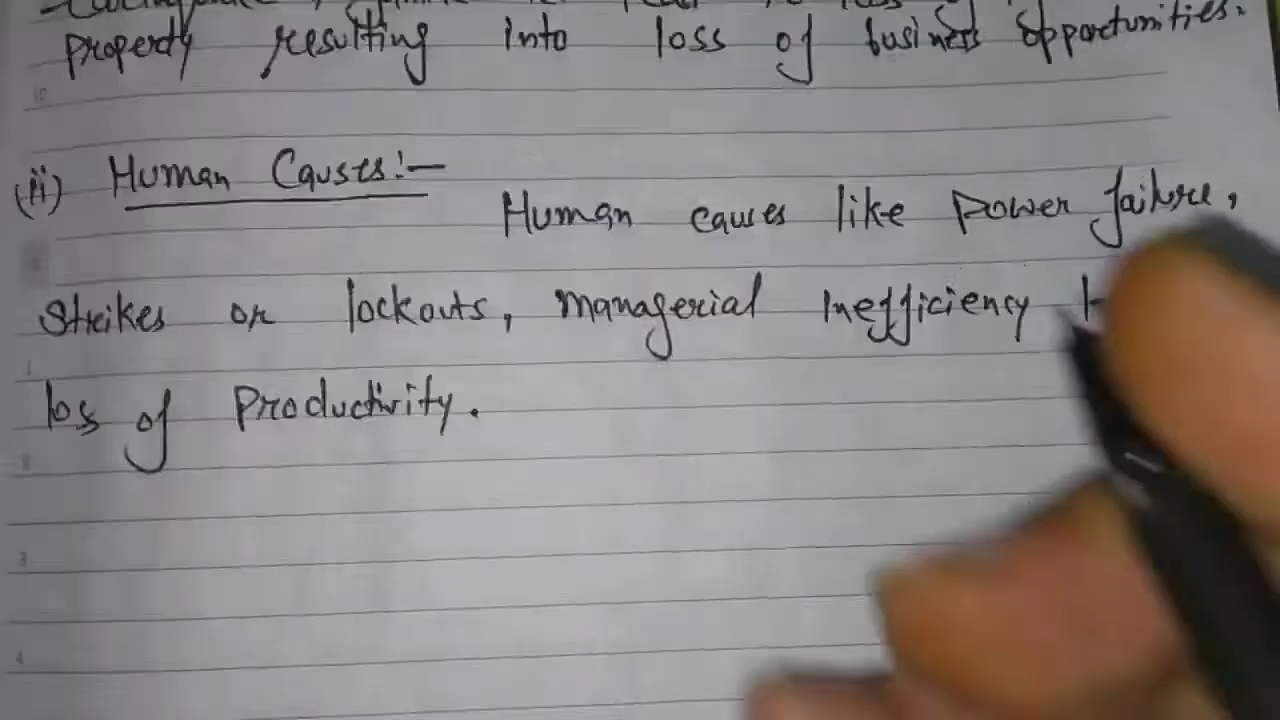 property resulting into loss of business opportunities.
(ii) Human Causes:-
Human causes like power failure,
Strikes or lockouts, managerial Inefficiency
loss of Productivity.